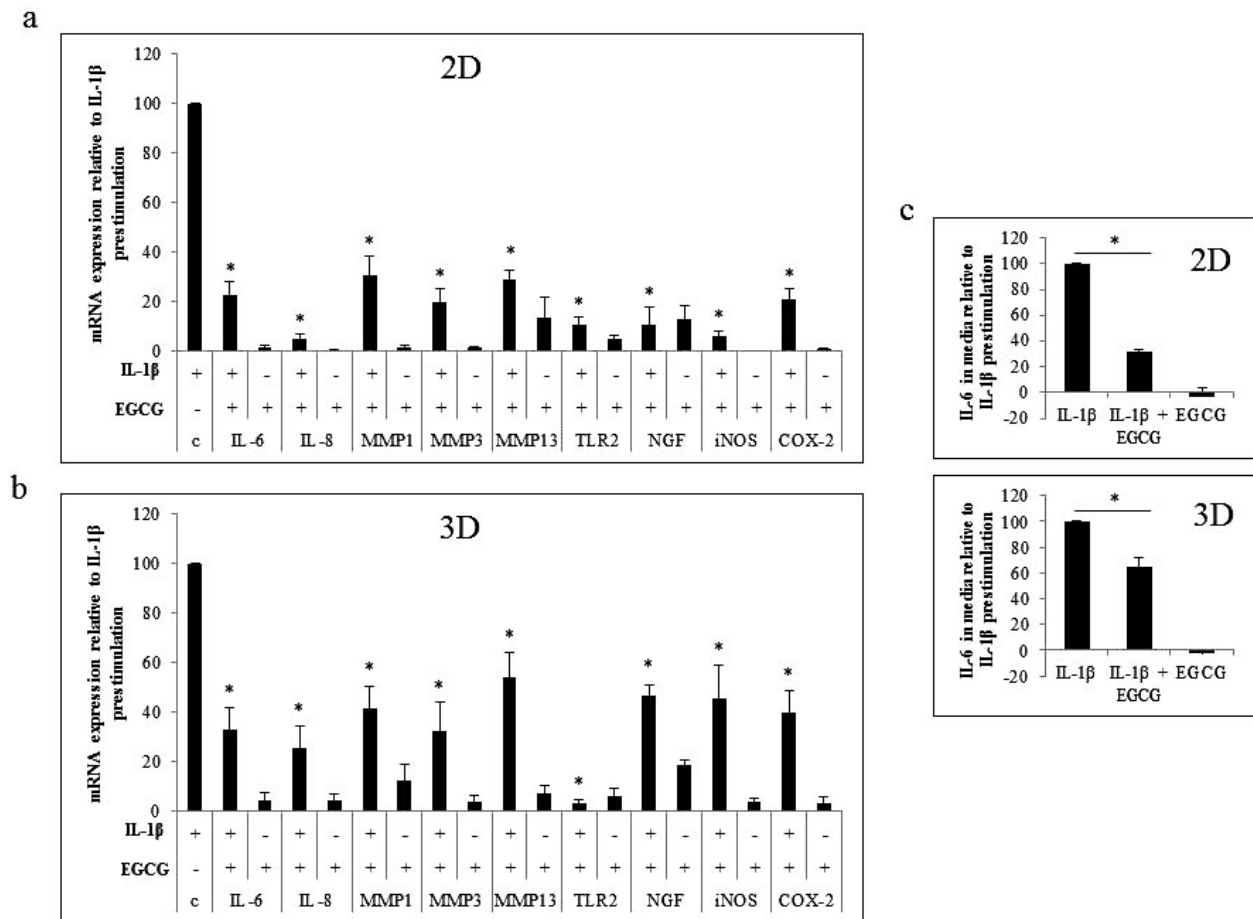 a
2D
mRNA expression relative to IL-1β
prestimulation
120
100
80
60
40
20
0
* * * * * * * * *
IL-1β + + - + - + - + - + - + - + - + - + -
EGCG - + + + + + + + + + + + + + + + + + +
c IL-6 IL-8 MMP1 MMP3 MMP13 TLR2 NGF iNOS COX-2
b
3D
mRNA expression relative to IL-1β
prestimulation
120
100
80
60
40
20
0
* * * * * * * * *
IL-1β + + - + - + - + - + - + - + - + - + -
EGCG - + + + + + + + + + + + + + + + + + +
c IL-6 IL-8 MMP1 MMP3 MMP13 TLR2 NGF iNOS COX-2
c
2D
IL-6 in media relative to
IL-1β prestimulation
120
100
80
60
40
20
0
-20
*
IL-1β IL-1β + EGCG
EGCG
3D
IL-6 in media relative to
IL-1β prestimulation
120
100
80
60
40
20
0
-20
*
IL-1β IL-1β + EGCG
EGCG